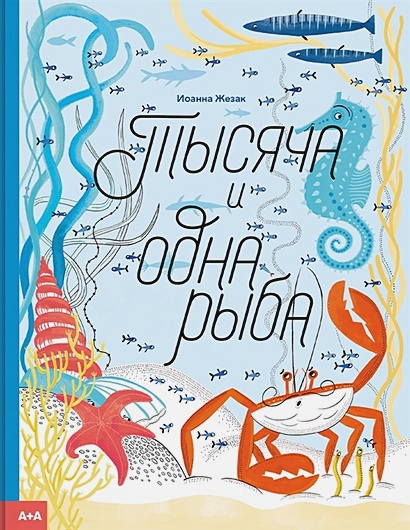 Иоанна Жезак
Тысяча
и
одна
рыба
А+А